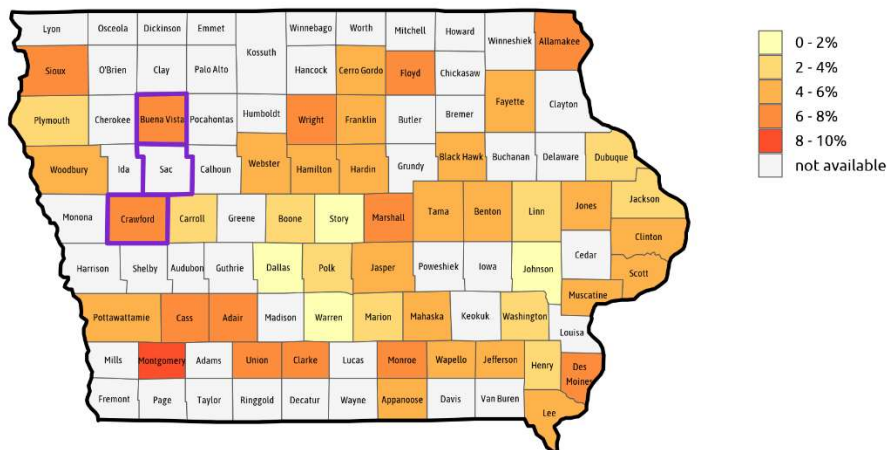 Lyon Osceola Dickinson Emmet Winnebago Worth Mitchell Howard
Kossuth Winneshiek Allamakee
Sioux O'Brien Clay Palo Alto Hancock Cerro Gordo Floyd Chickasaw
Plymouth Cherokee Buena Vista Pocahontas Humboldt Wright Franklin Butler Bremer Fayette Clayton
Woodbury Ida Sac Calhoun Webster Hamilton Hardin Grundy Black Hawk Buchanan Delaware Dubuque
Monona Crawford Carroll Greene Boone Story Marshall Tama Benton Linn Jones Jackson
Clinton
Harrison Shelby Audubon Guthrie Dallas Polk Jasper Poweshiek Iowa Johnson Cedar Scott
Muscatine
Pottawattamie Cass Adair Madison Warren Marion Mahaska Keokuk Washington Louisa
Mills Montgomery Adams Union Clarke Lucas Monroe Wapello Jefferson Henry Des
Moines
Fremont Page Taylor Ringgold Decatur Wayne Appanoose Davis Van Buren Lee
0 - 2%
2 - 4%
4 - 6%
6 - 8%
8 - 10%
not available